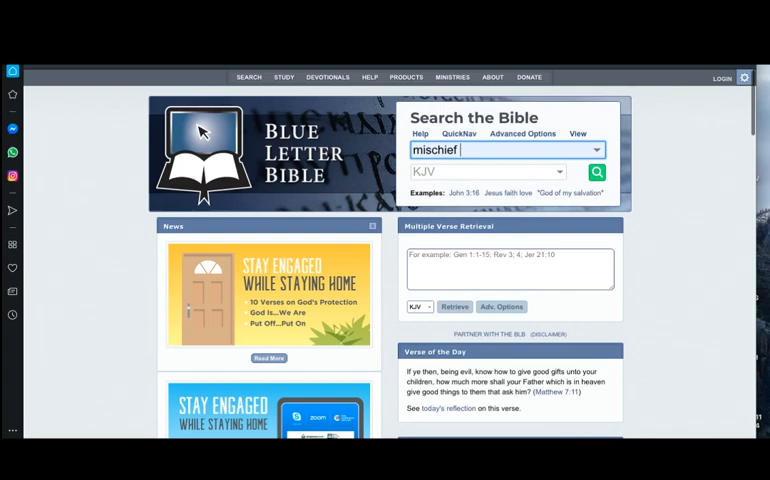 SEARCH STUDY DEVOTIONALS HELP PRODUCTS MINISTRIES ABOUT DONATE
LOGIN
BLUE
LETTER
BIBLE
Search the Bible
Help QuickNav Advanced Options View
mischief
KJV
Examples: John 3:16 Jesus faith love "God of my salvation"
News
STAY ENGAGED
WHILE STAYING HOME
10 Verses on God's Protection
God Is...We Are
Put Off...Put On
Read More
STAY ENGAGED
WHILE STAYING HOME
zoom
Multiple Verse Retrieval
For example: Gen 1:1-15; Rev 3; 4; Jer 21:10
KJV Retrieve Adv. Options
PARTNER WITH THE BLB (DISCLAIMER)
Verse of the Day
If ye then, being evil, know how to give good gifts unto your
children, how much more shall your Father which is in heaven
give good things to them that ask him? (Matthew 7:11)
See today's reflection on this verse.